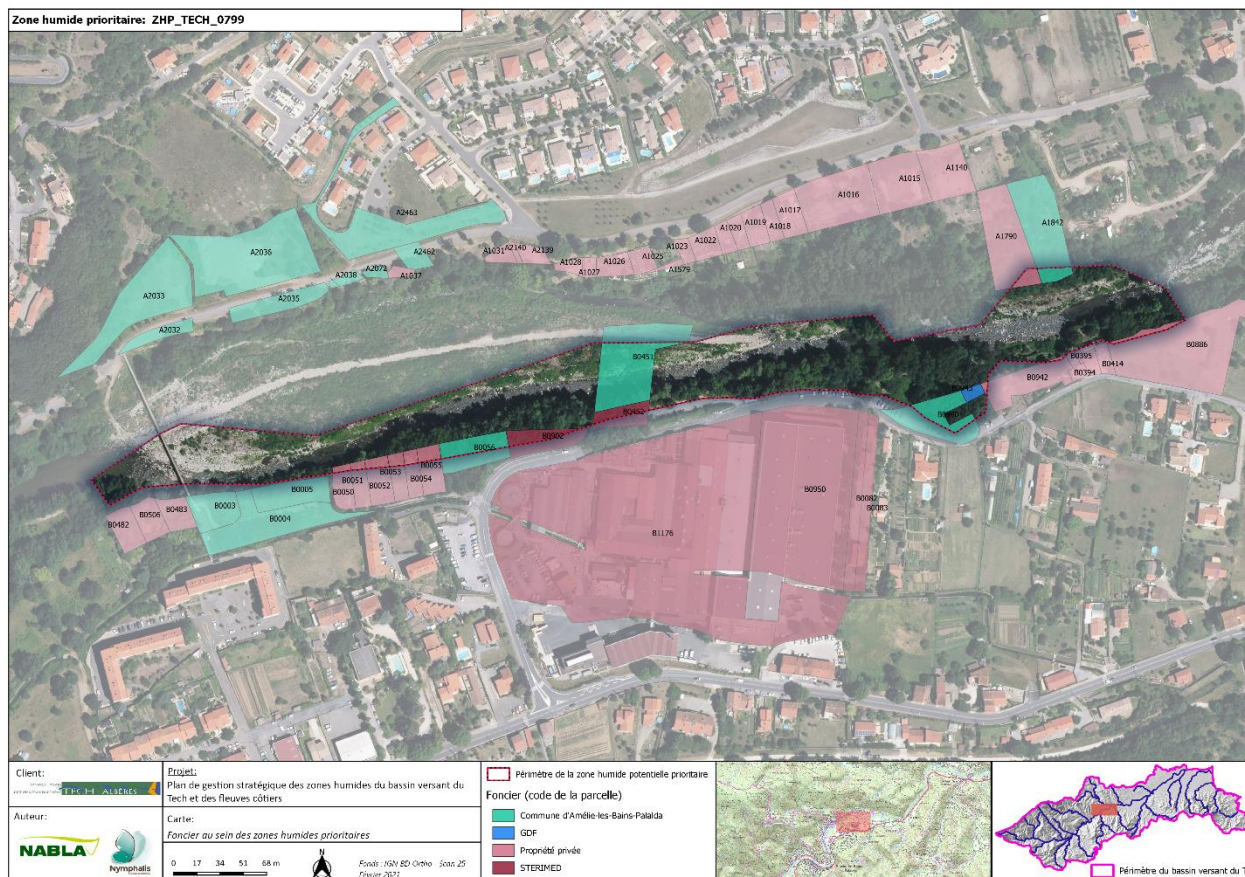 Zone humide prioritaire: ZHP_TECH_0799
A2463
A1140
A1015
A1016
A1017
A1018
A1019
A1020
A1022
A1023
A1579
A1025
A1026
A1027
A1028
A2139
A2140
A1031
A2462
A2036
A2072
A1037
A2038
A2035
A2033
A2032
A1790
A1842
B0451
B0452
B0886
B0395
B0394
B0414
B0942
B0902
B0056
B0055
B0053
B0054
B0051
B0052
B0050
B0005
B0004
B0003
B0483
B0506
B0482
B0950
B0082
B0083
B1176
Client:
TECH ALBÈRES
Projet:
Plan de gestion stratégique des zones humides du bassin versant du
Tech et des fleuves côtiers
Auteur:
NABLA
Nymphalis
Carte:
Foncier au sein des zones humides prioritaires
0 17 34 51 68 m
N
Fonds : IGN BD Ortho - Scan 25
Février 2021
Périmètre de la zone humide potentielle prioritaire
Foncier (code de la parcelle)
Commune d'Amélie-les-Bains-Palalda
GDF
Propriété privée
STERIMED
Périmètre du bassin versant du T